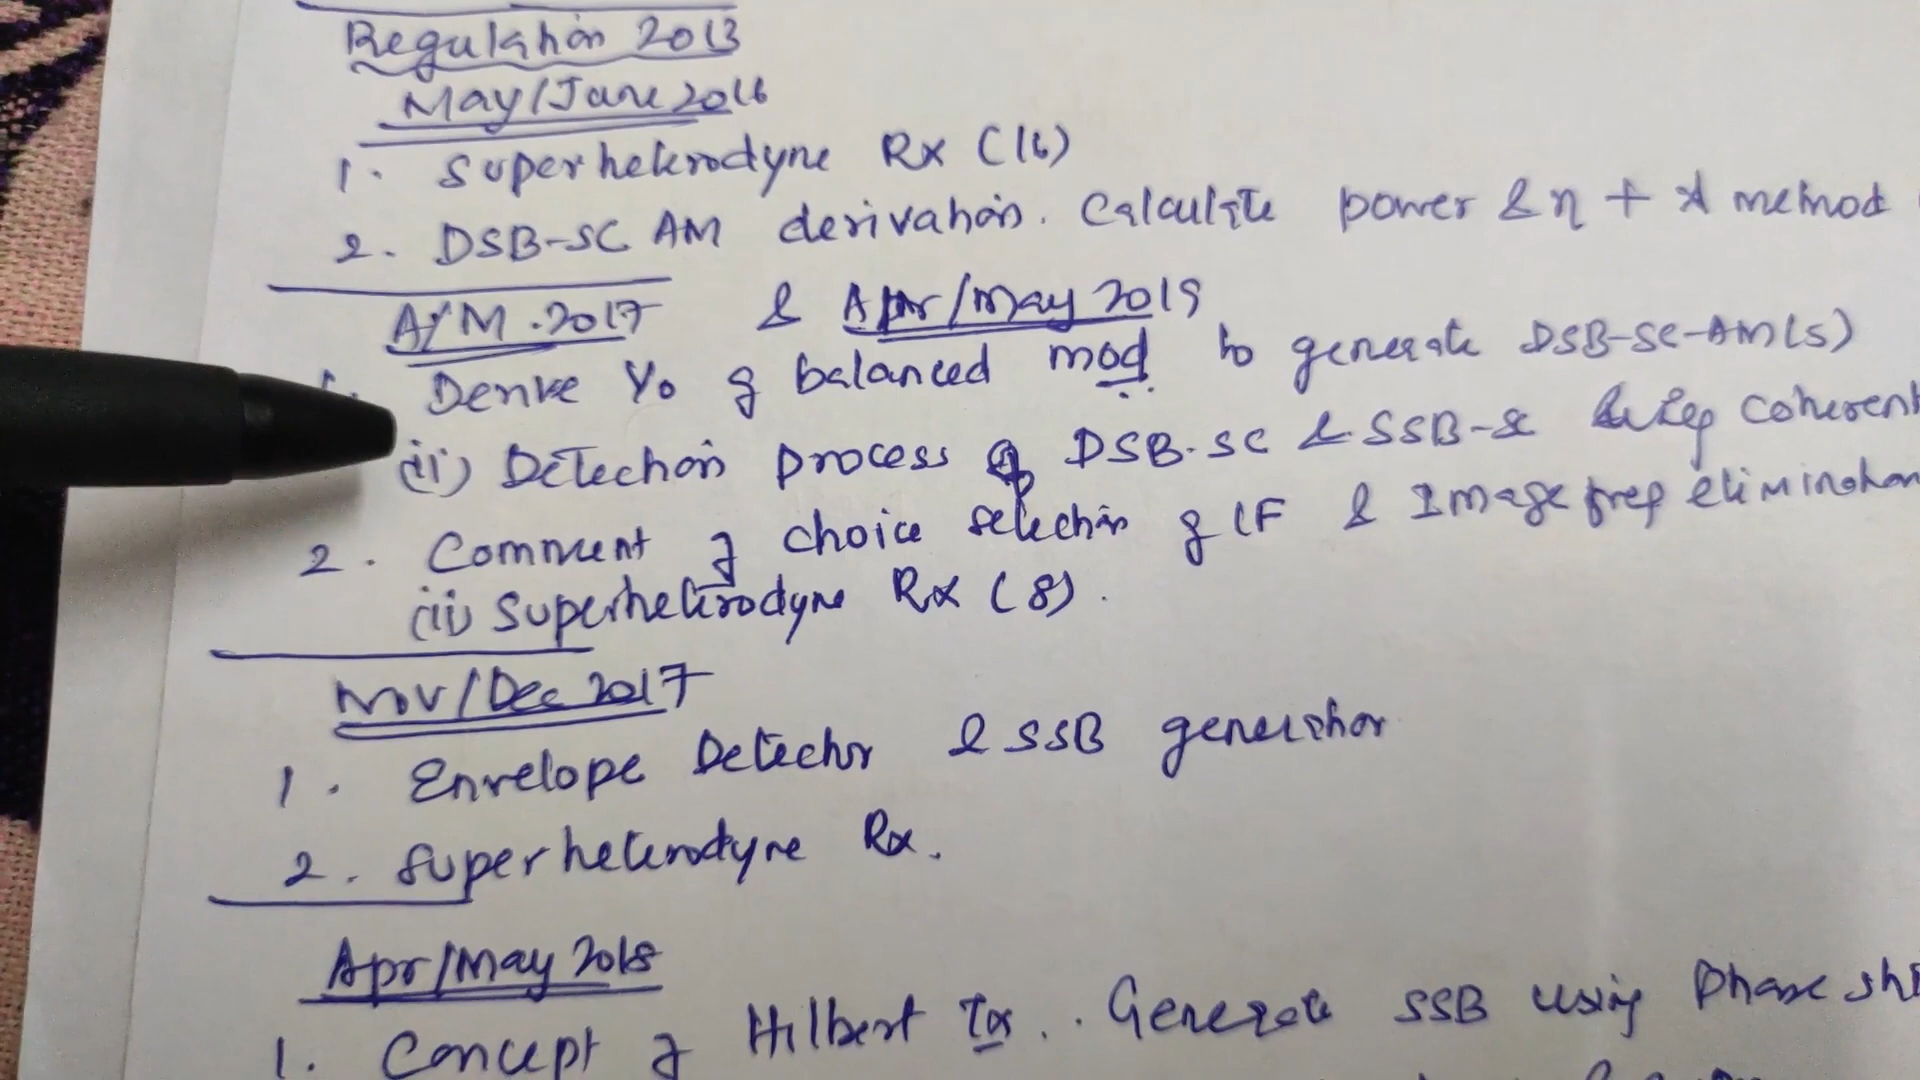 Regulation 2013
May/June 2016
1. Superheterodyne Rx (16)
2. DSB-SC AM derivation. Calculate power & η + method
A/M.2017 & Apr/May 2019
Derive Yo of balanced mod to generate DSB-SC-AM(5)
(ii) Detection process of DSB-SC & SSB-SC coherent
2. Comment of choice selection of IF & Image freq elimination
(ii) Superheterodyne Rx (8).
Nov/Dec 2017
1. Envelope Detector & SSB generation
2. Superheterodyne Rx.
Apr/May 2018
1. Concept of Hilbert Tx.. Generate SSB using Phase shi